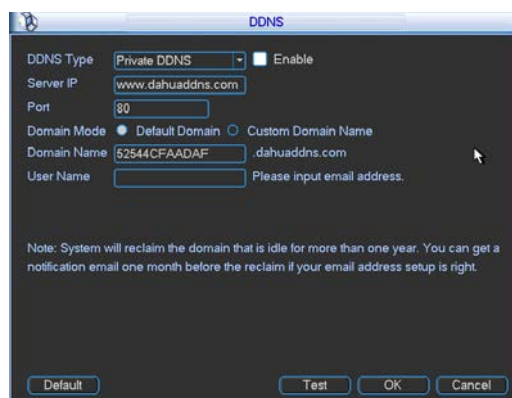 DDNS
DDNS Type Private DDNS Enable
Server IP www.dahuaddns.com
Port 80
Domain Mode Default Domain Custom Domain Name
Domain Name 52544CFAADAF .dahuaddns.com
User Name Please input email address.
Note: System will reclaim the domain that is idle for more than one year. You can get a
notification email one month before the reclaim if your email address setup is right.
Default Test OK Cancel